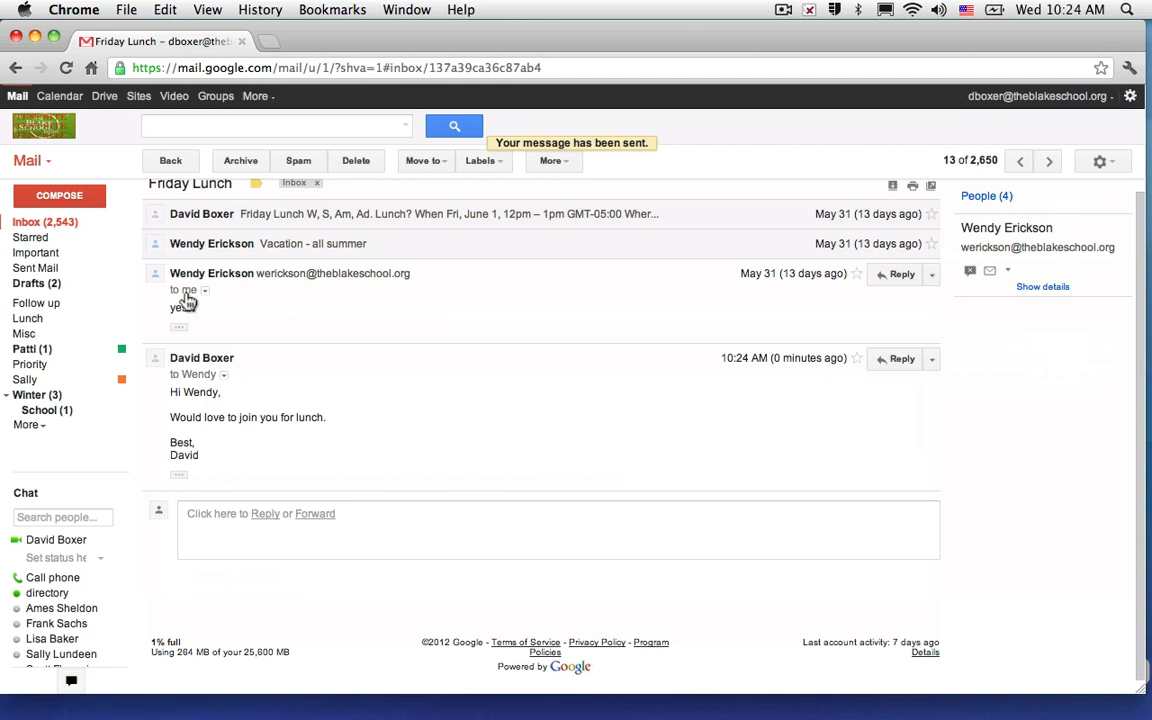 Chrome File Edit View History Bookmarks Window Help Wed 10:24 AM
Friday Lunch – dboxer@theb
https://mail.google.com/mail/u/1/?shva=1#inbox/137a39ca36c87ab4
Mail Calendar Drive Sites Video Groups More dboxer@theblakeschool.org
Your message has been sent.
Mail Back Archive Spam Delete Move to Labels More 13 of 2,650
COMPOSE
Inbox (2,543)
Starred
Important
Sent Mail
Drafts (2)
Follow up
Lunch
Misc
Patti (1)
Priority
Sally
Winter (3)
School (1)
More
Chat
Search people...
David Boxer
Set status he
Call phone
directory
Ames Sheldon
Frank Sachs
Lisa Baker
Sally Lundeen
Friday Lunch Inbox x
David Boxer Friday Lunch W, S, Am, Ad. Lunch? When Fri, June 1, 12pm – 1pm GMT-05:00 Wher... May 31 (13 days ago)
Wendy Erickson Vacation - all summer May 31 (13 days ago)
Wendy Erickson werickson@theblakeschool.org May 31 (13 days ago) Reply
to me
...
David Boxer 10:24 AM (0 minutes ago) Reply
to Wendy
Hi Wendy,
Would love to join you for lunch.
Best,
David
...
Click here to Reply or Forward
People (4)
Wendy Erickson
werickson@theblakeschool.org
Show details
1% full
Using 264 MB of your 25,600 MB
©2012 Google - Terms of Service - Privacy Policy - Program
Policies
Powered by Google
Last account activity: 7 days ago
Details